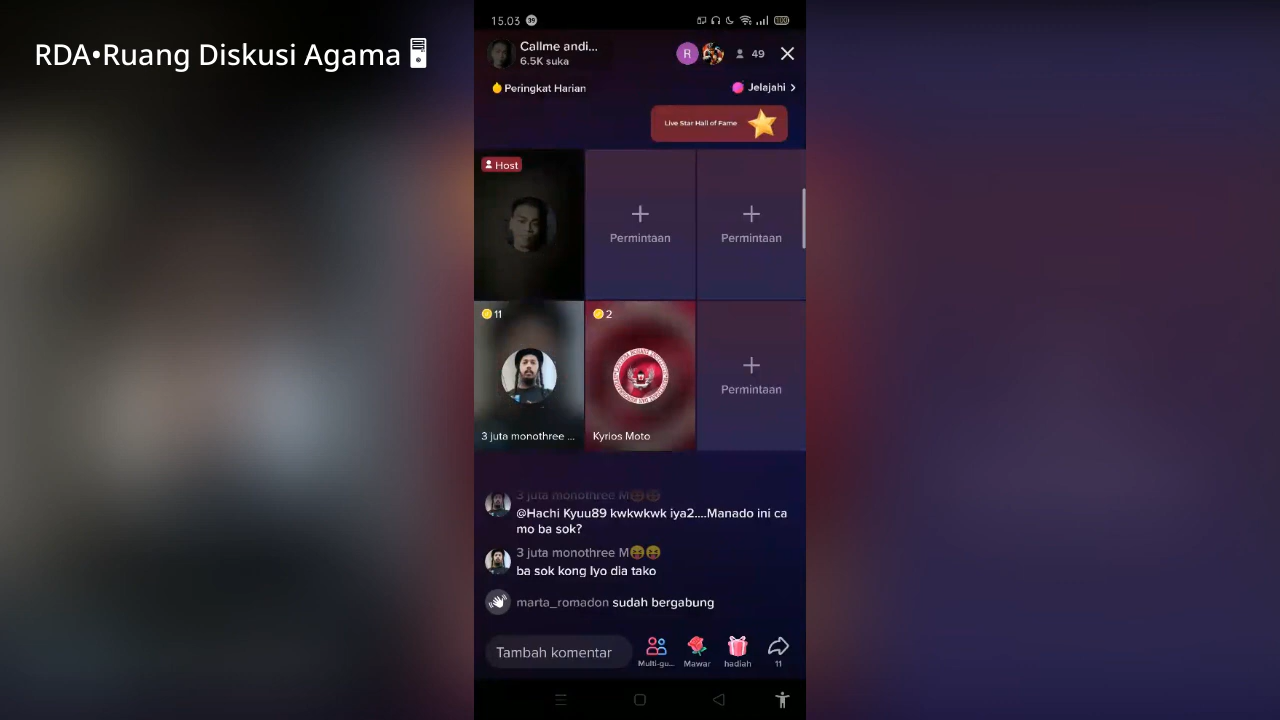 RDA•Ruang Diskusi Agama
15.03
Callme andi...
6.5K suka
R
49
Peringkat Harian
Jelajahi
Live Star Hall of Fame
Host
Permintaan
Permintaan
11
2
3 juta monothree ...
Kyrios Moto
Permintaan
3 juta monothree M😝😝
@Hachi Kyuu89 kwkwkwk iya2....Manado ini ca
mo ba sok?
3 juta monothree M😝😝
ba sok kong Iyo dia tako
marta_romadon sudah bergabung
Tambah komentar
Multi-gu...
Mawar
hadiah
11